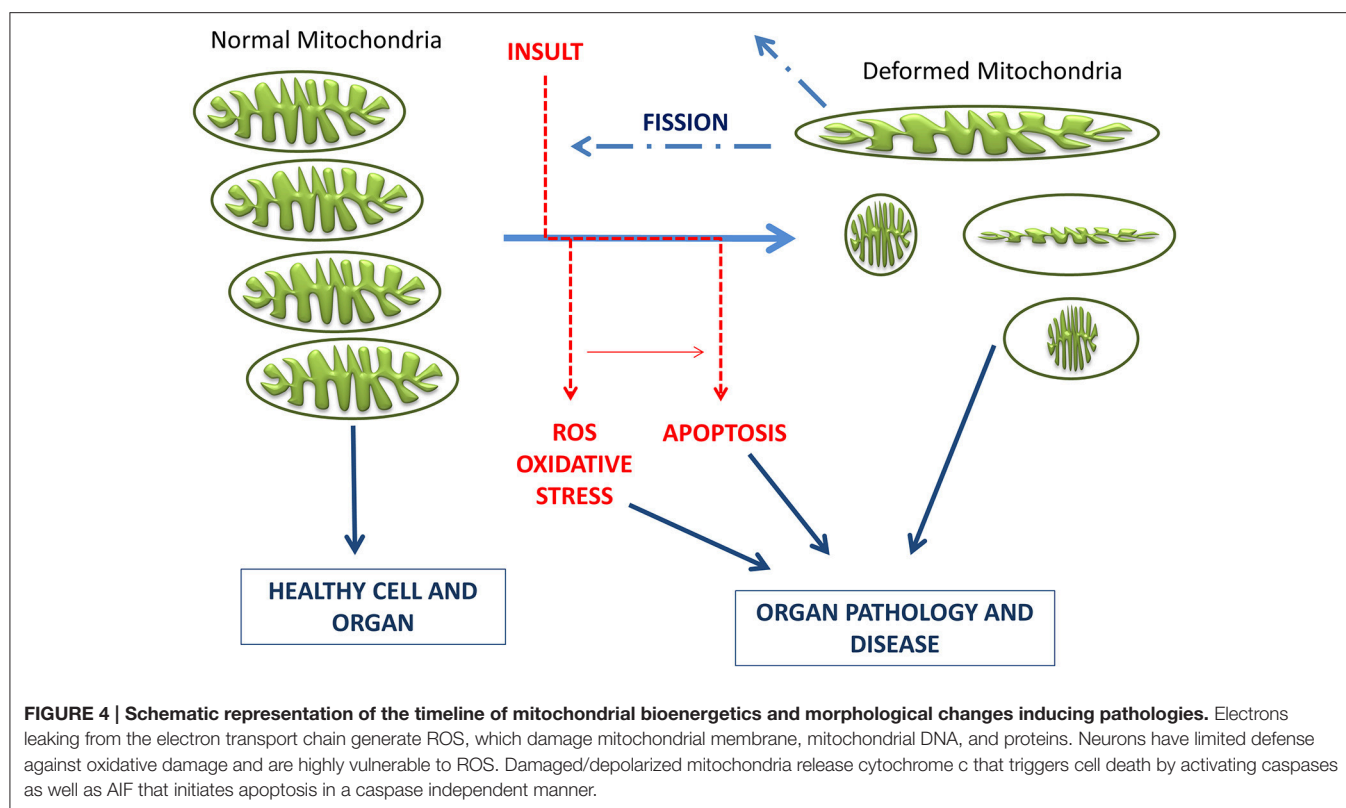 Normal Mitochondria
INSULT
Deformed Mitochondria
FISSION
ROS
OXIDATIVE
STRESS
APOPTOSIS
HEALTHY CELL AND
ORGAN
ORGAN PATHOLOGY AND
DISEASE
FIGURE 4 | Schematic representation of the timeline of mitochondrial bioenergetics and morphological changes inducing pathologies. Electrons
leaking from the electron transport chain generate ROS, which damage mitochondrial membrane, mitochondrial DNA, and proteins. Neurons have limited defense
against oxidative damage and are highly vulnerable to ROS. Damaged/depolarized mitochondria release cytochrome c that triggers cell death by activating caspases
as well as AIF that initiates apoptosis in a caspase independent manner.